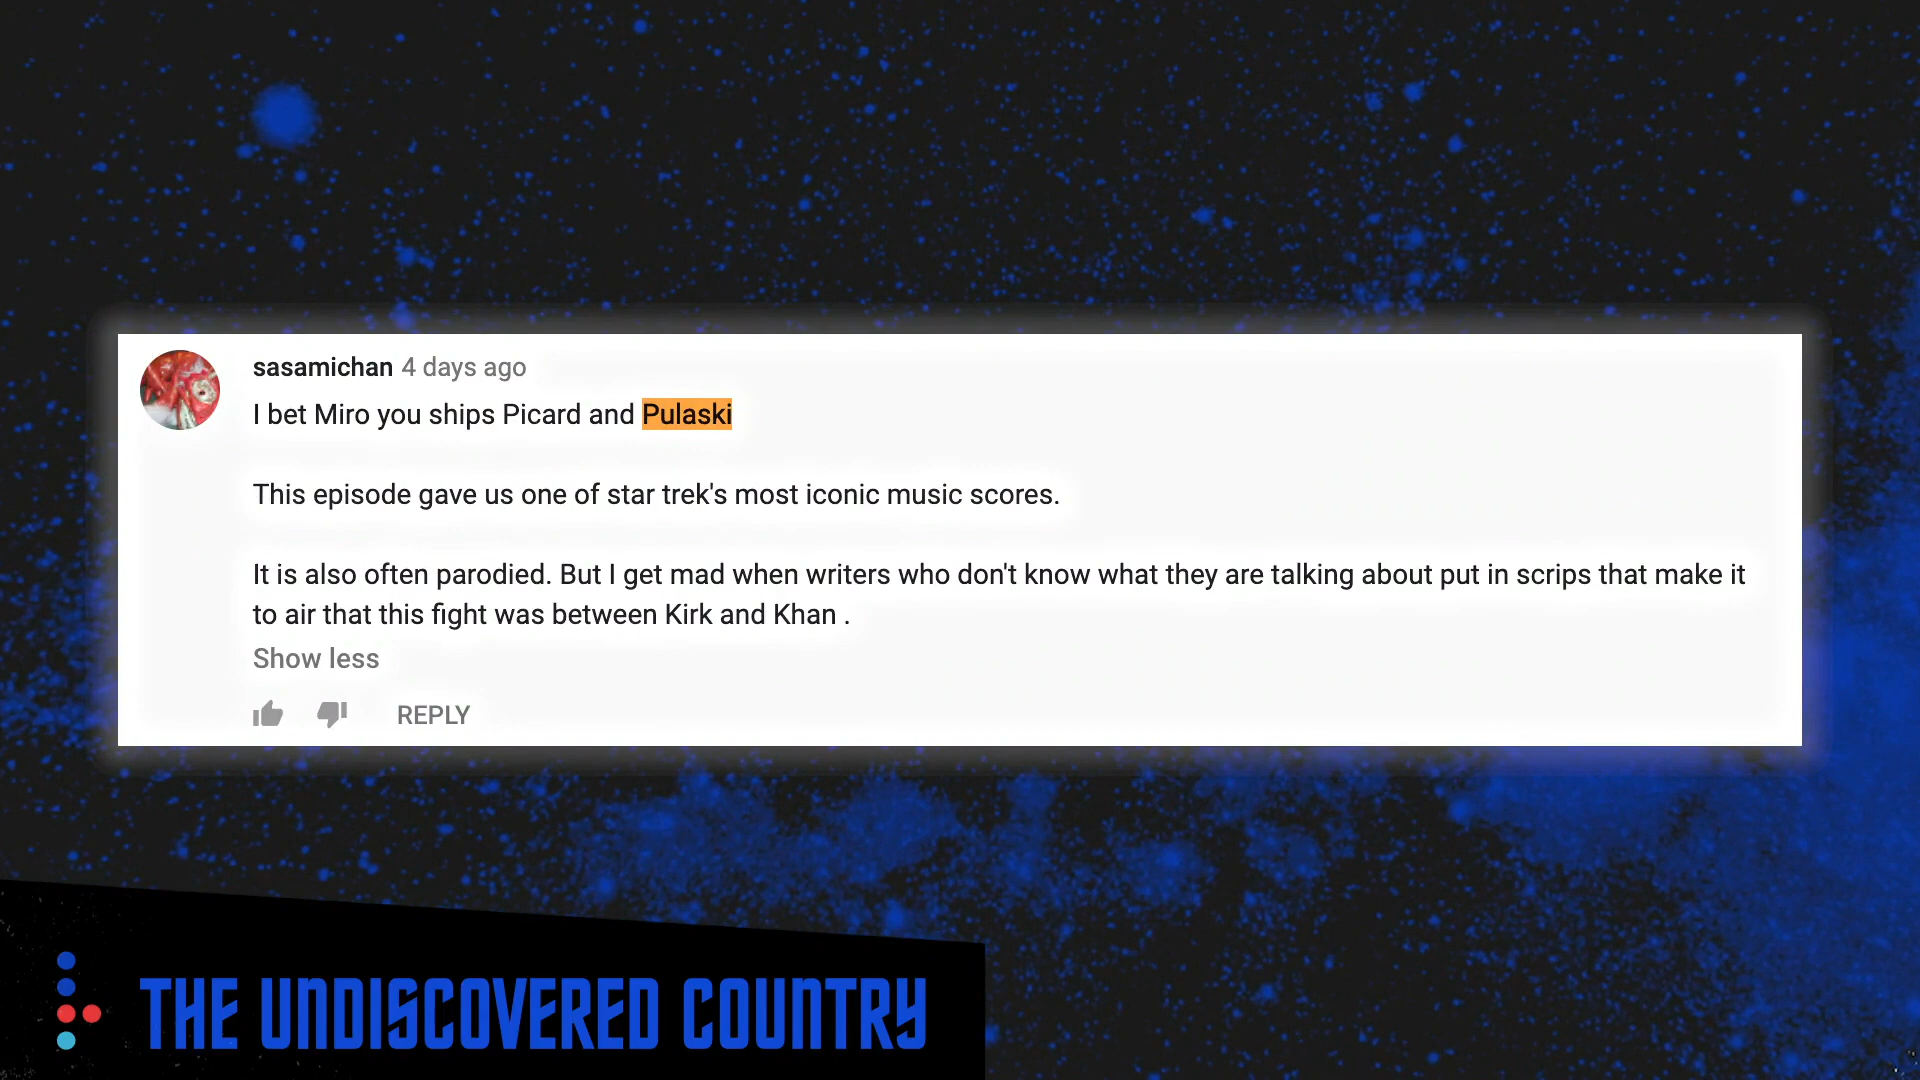 sasamichan 4 days ago
I bet Miro you ships Picard and Pulaski
This episode gave us one of star trek's most iconic music scores.
It is also often parodied. But I get mad when writers who don't know what they are talking about put in scrips that make it
to air that this fight was between Kirk and Khan .
Show less
REPLY
THE UNDISCOVERED COUNTRY